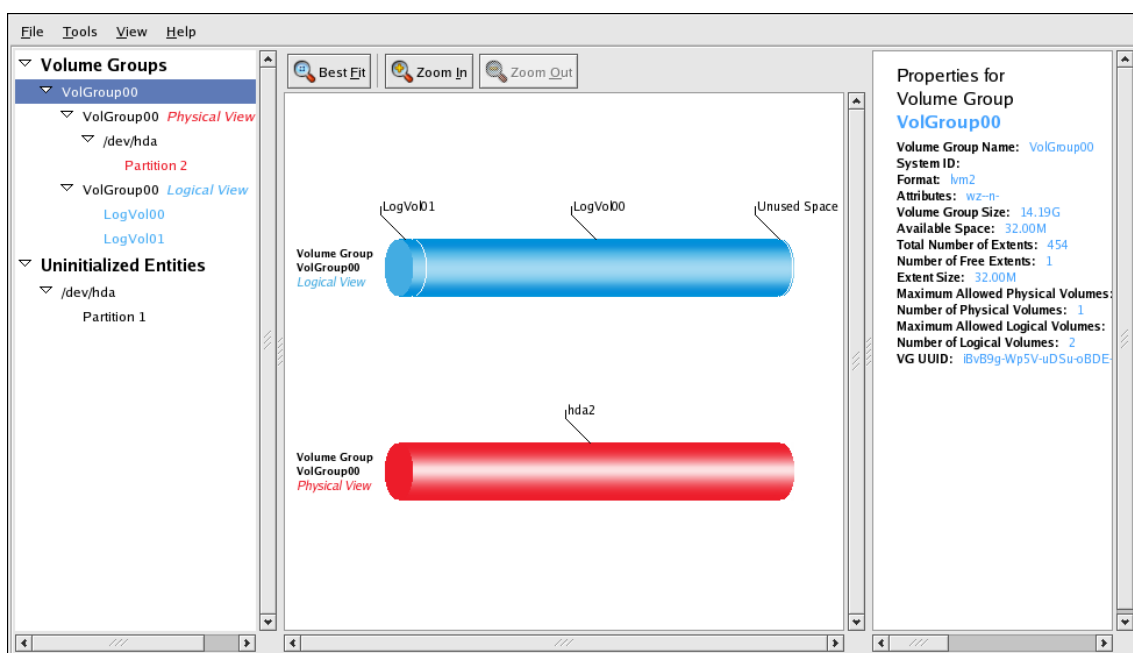 File Tools View Help
Volume Groups
VolGroup00
VolGroup00 Physical View
/dev/hda
Partition 2
VolGroup00 Logical View
LogVol00
LogVol01
Uninitialized Entities
/dev/hda
Partition 1
Best Fit Zoom In Zoom Out
LogVol01 LogVol00 Unused Space
Volume Group
VolGroup00
Logical View
hda2
Volume Group
VolGroup00
Physical View
Properties for
Volume Group
VolGroup00
Volume Group Name: VolGroup00
System ID:
Format: lvm2
Attributes: wz--n-
Volume Group Size: 14.19G
Available Space: 32.00M
Total Number of Extents: 454
Number of Free Extents: 1
Extent Size: 32.00M
Maximum Allowed Physical Volumes:
Number of Physical Volumes: 1
Maximum Allowed Logical Volumes:
Number of Logical Volumes: 2
VG UUID: iBvB9g-Wp5V-uDSu-oBDE-